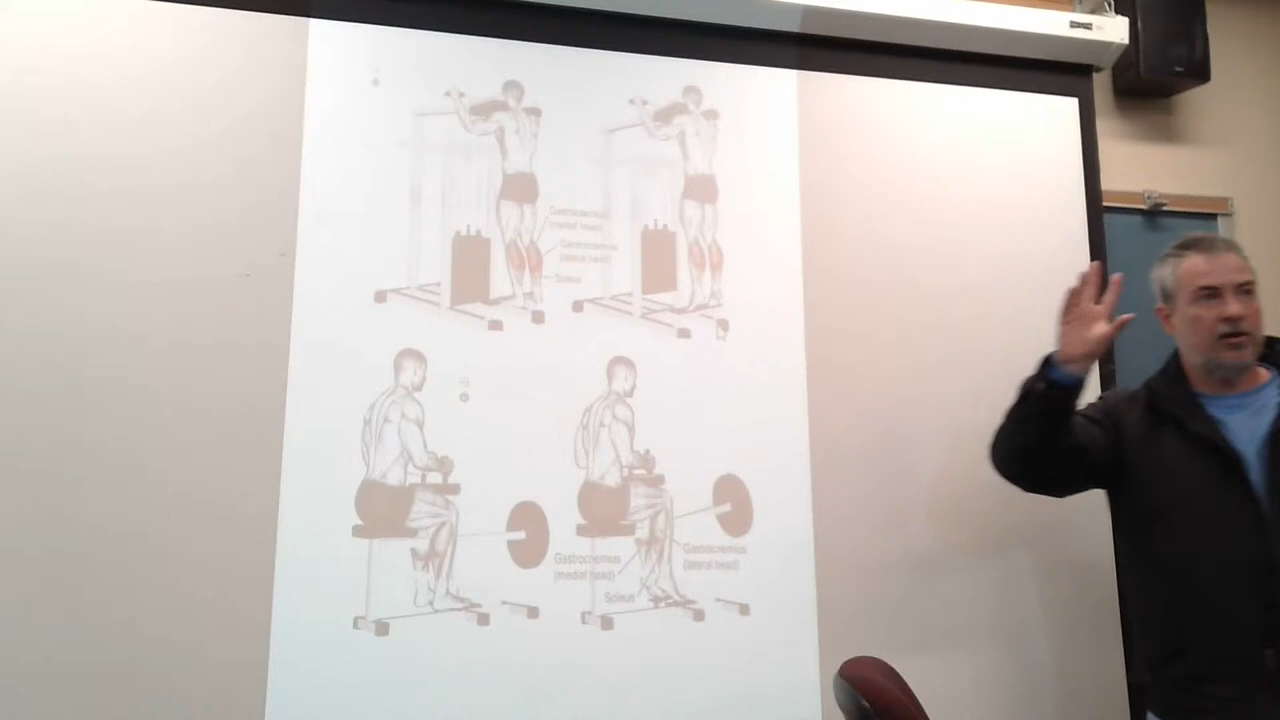 Gastrocnemius
(medial head)
Gastrocnemius
(lateral head)
Soleus
Gastrocnemius
(medial head)
Gastrocnemius
(lateral head)
Soleus